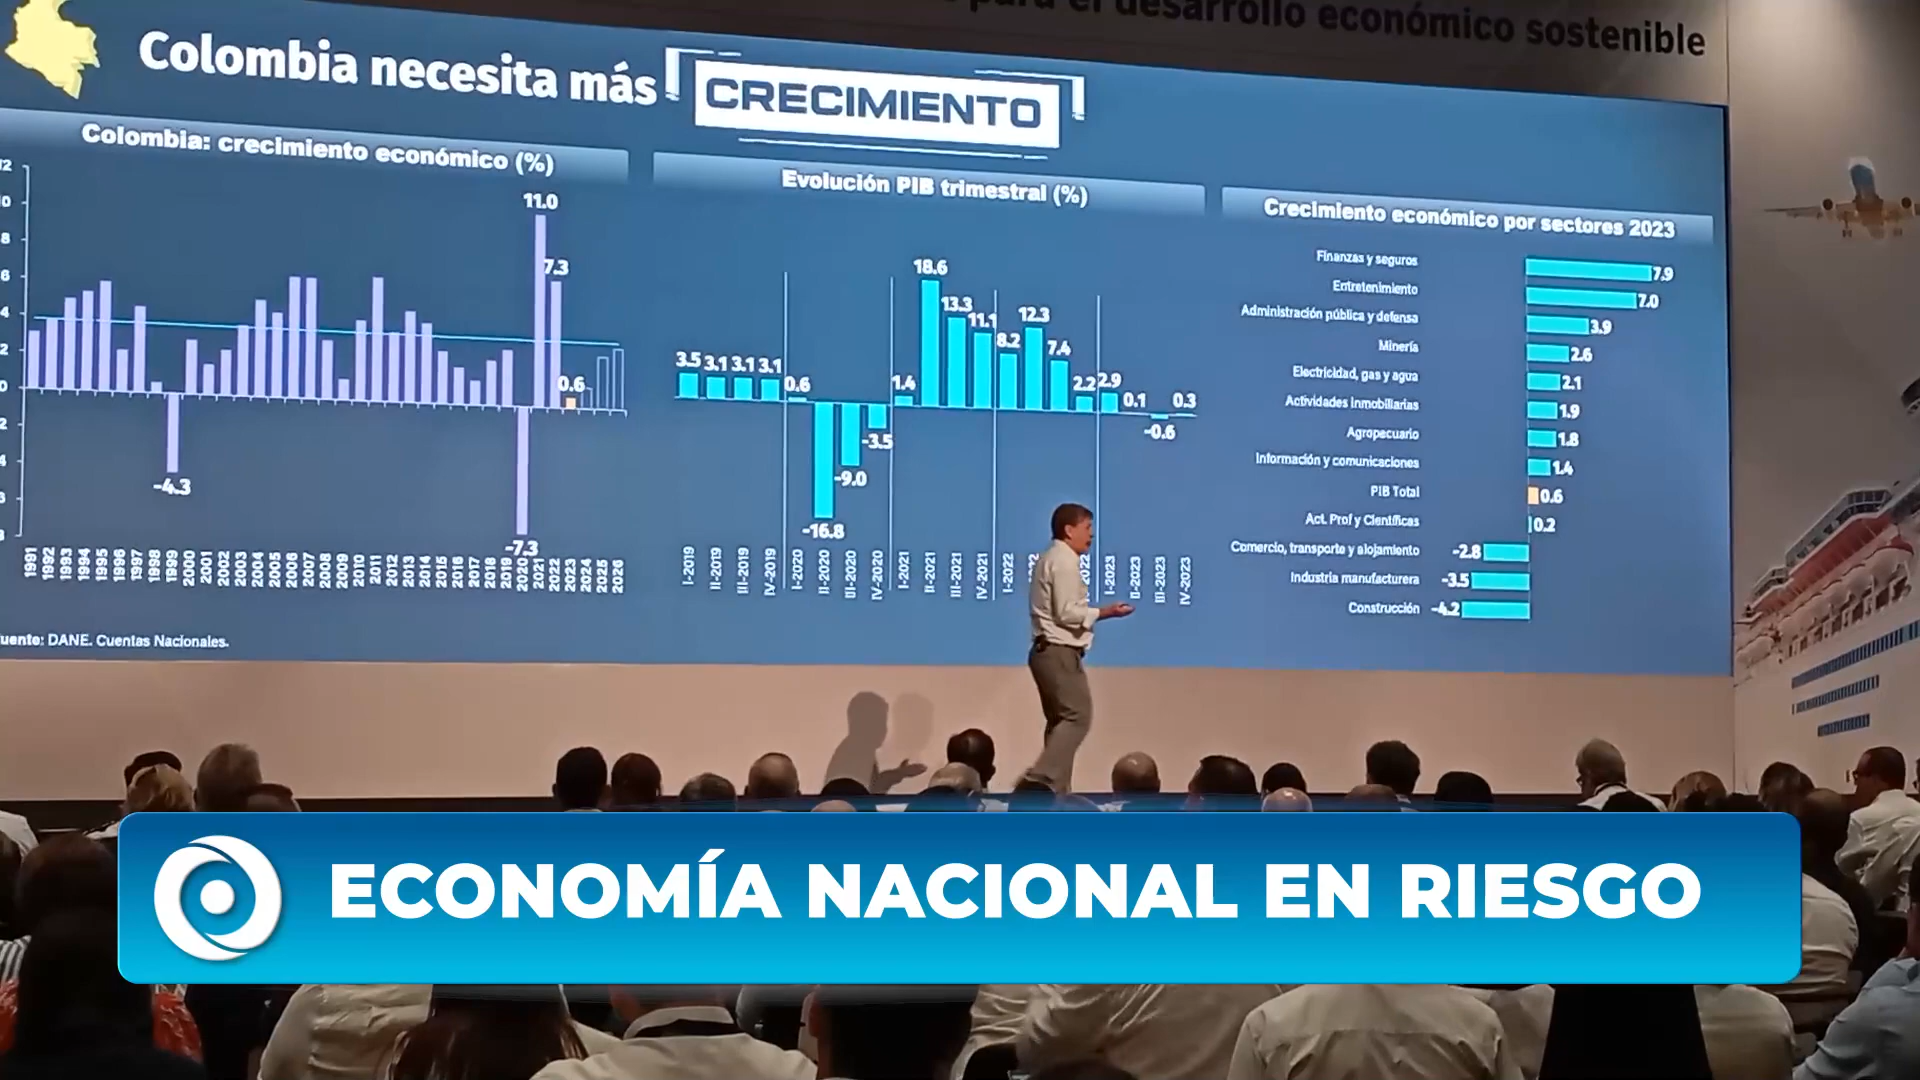 para el desarrollo económico sostenible
Colombia necesita más
CRECIMIENTO
Colombia: crecimiento económico (%)
11.0
7.3
0.6
-4.3
-7.3
8
6
4
2
0
2
4
1991 1992 1993 1994 1995 1996 1997 1998 1999 2000 2001 2002 2003 2004 2005 2006 2007 2008 2009 2010 2011 2012 2013 2014 2015 2016 2017 2018 2019 2020 2021 2022 2023 2024 2025 2026
uente: DANE. Cuentas Nacionales.
Evolución PIB trimestral (%)
18.6
13.3
11.1
12.3
8.2
7.4
3.5 3.1 3.1 3.1
0.6
1.4
2.2
2.9
0.1
0.3
-0.6
-3.5
-9.0
-16.8
I-2019 II-2019 III-2019 IV-2019 I-2020 II-2020 III-2020 IV-2020 I-2021 II-2021 III-2021 IV-2021 I-2022 I-2023 II-2023 III-2023 IV-2023
Crecimiento económico por sectores 2023
Finanzas y seguros 7.9
Entretenimiento 7.0
Administración pública y defensa 3.9
Minería 2.6
Electricidad, gas y agua 2.1
Actividades inmobiliarias 1.9
Agropecuario 1.8
Información y comunicaciones 1.4
PIB Total 0.6
Act. Prof y Científicas 0.2
Comercio, transporte y alojamiento -2.8
Industria manufacturera -3.5
Construcción -4.2
ECONOMÍA NACIONAL EN RIESGO